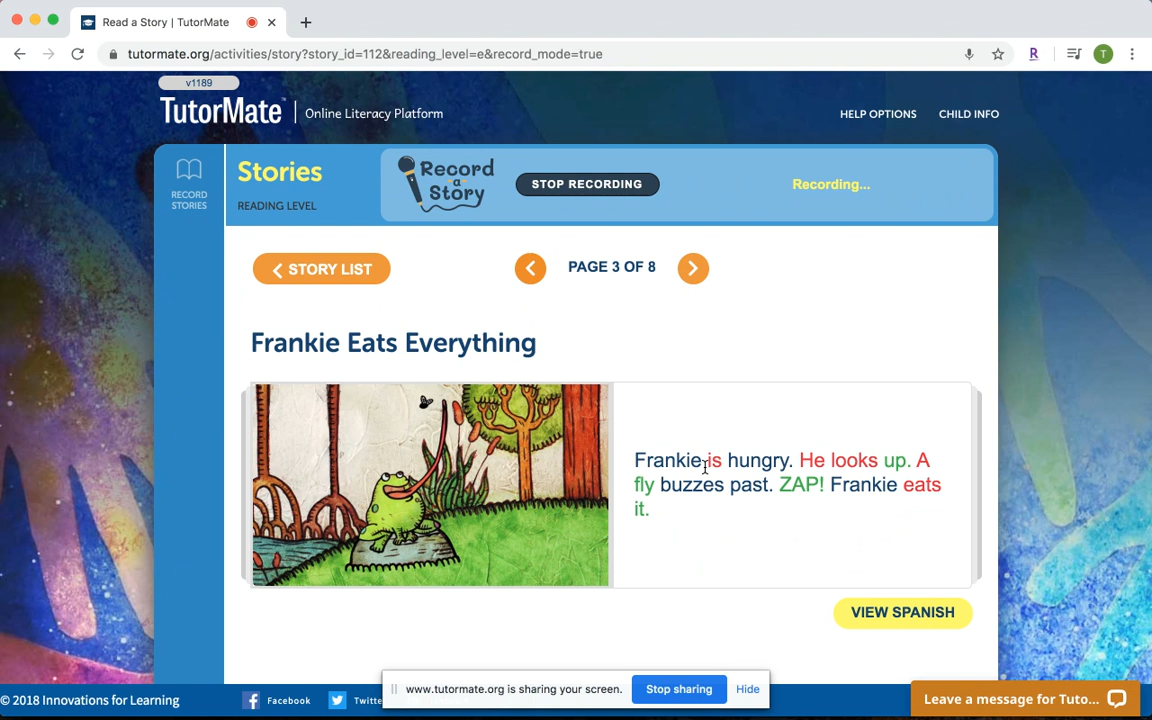 Read a Story | TutorMate
tutormate.org/activities/story?story_id=112&reading_level=e&record_mode=true
R
T
v1189
TutorMate™ | Online Literacy Platform
HELP OPTIONS
CHILD INFO
RECORD
STORIES
Stories
READING LEVEL
Record
a
Story
STOP RECORDING
Recording...
STORY LIST
PAGE 3 OF 8
Frankie Eats Everything
Frankie is hungry. He looks up. A
fly buzzes past. ZAP! Frankie eats
it.
VIEW SPANISH
www.tutormate.org is sharing your screen.
Stop sharing
Hide
© 2018 Innovations for Learning
Facebook
Twitte
Leave a message for Tuto...